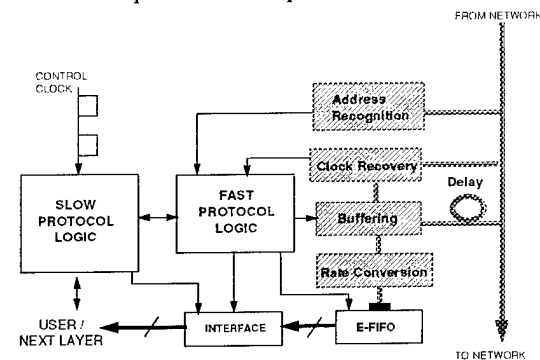 FROM NETWORK
CONTROL
CLOCK
Address
Recognition
Clock Recovery
Delay
SLOW
PROTOCOL
LOGIC
FAST
PROTOCOL
LOGIC
Buffering
Rate Conversion
USER /
NEXT LAYER
INTERFACE
E-FIFO
TO NETWORK